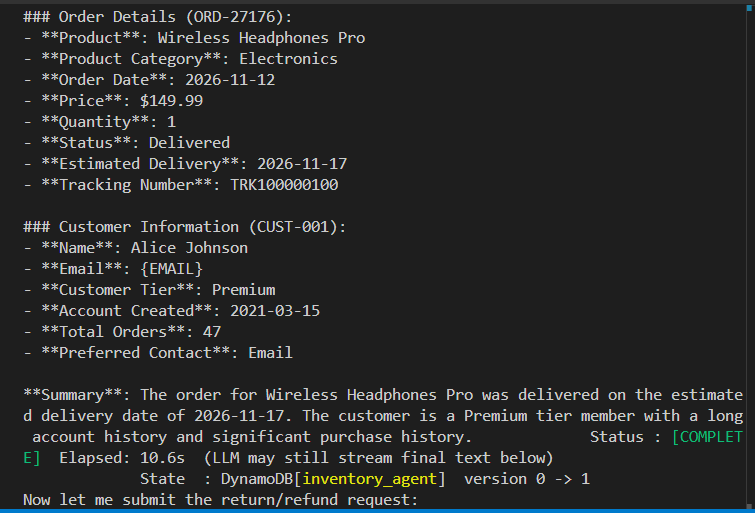 ### Order Details (ORD-27176):
- **Product**: Wireless Headphones Pro
- **Product Category**: Electronics
- **Order Date**: 2026-11-12
- **Price**: $149.99
- **Quantity**: 1
- **Status**: Delivered
- **Estimated Delivery**: 2026-11-17
- **Tracking Number**: TRK100000100

### Customer Information (CUST-001):
- **Name**: Alice Johnson
- **Email**: {EMAIL}
- **Customer Tier**: Premium
- **Account Created**: 2021-03-15
- **Total Orders**: 47
- **Preferred Contact**: Email

**Summary**: The order for Wireless Headphones Pro was delivered on the estimate
d delivery date of 2026-11-17. The customer is a Premium tier member with a long
 account history and significant purchase history.             Status : [COMPLET
E]  Elapsed: 10.6s  (LLM may still stream final text below)
             State  : DynamoDB[inventory_agent]  version 0 -> 1
Now let me submit the return/refund request: